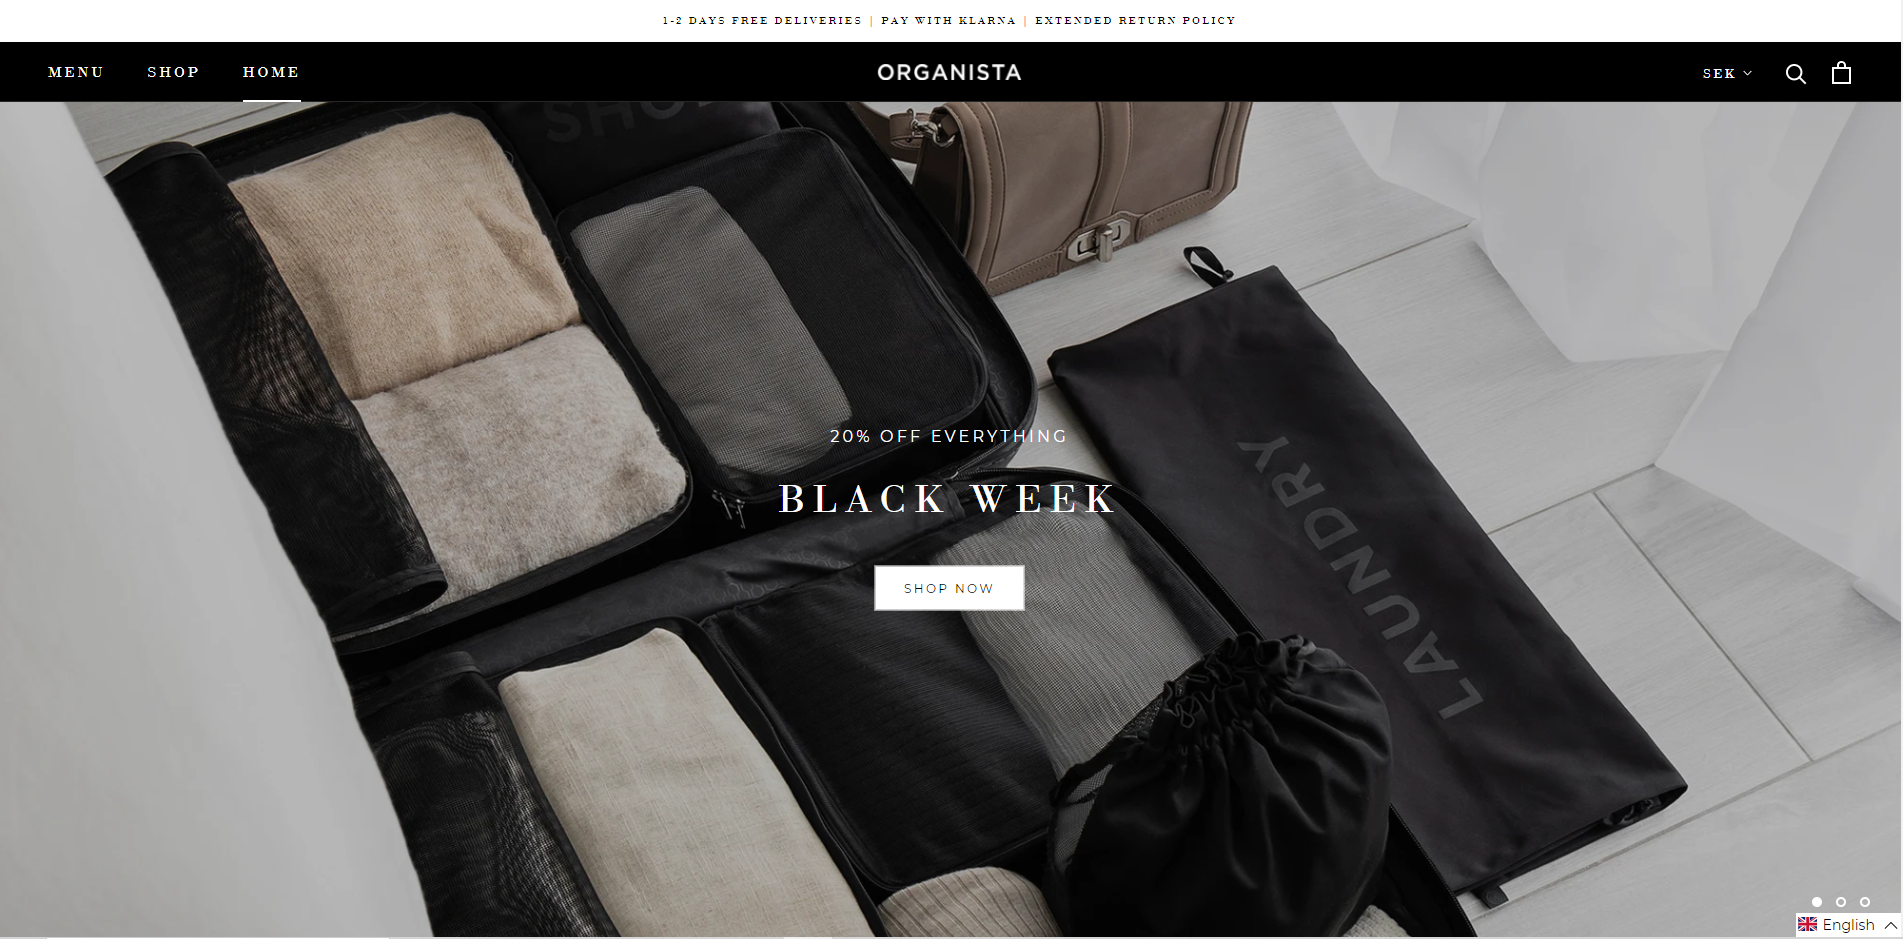 1-2 DAYS FREE DELIVERIES | PAY WITH KLARNA | EXTENDED RETURN POLICY
MENU SHOP HOME
ORGANISTA
SEK
SHOE
20% OFF EVERYTHING
BLACK WEEK
SHOP NOW
LAUNDRY
English